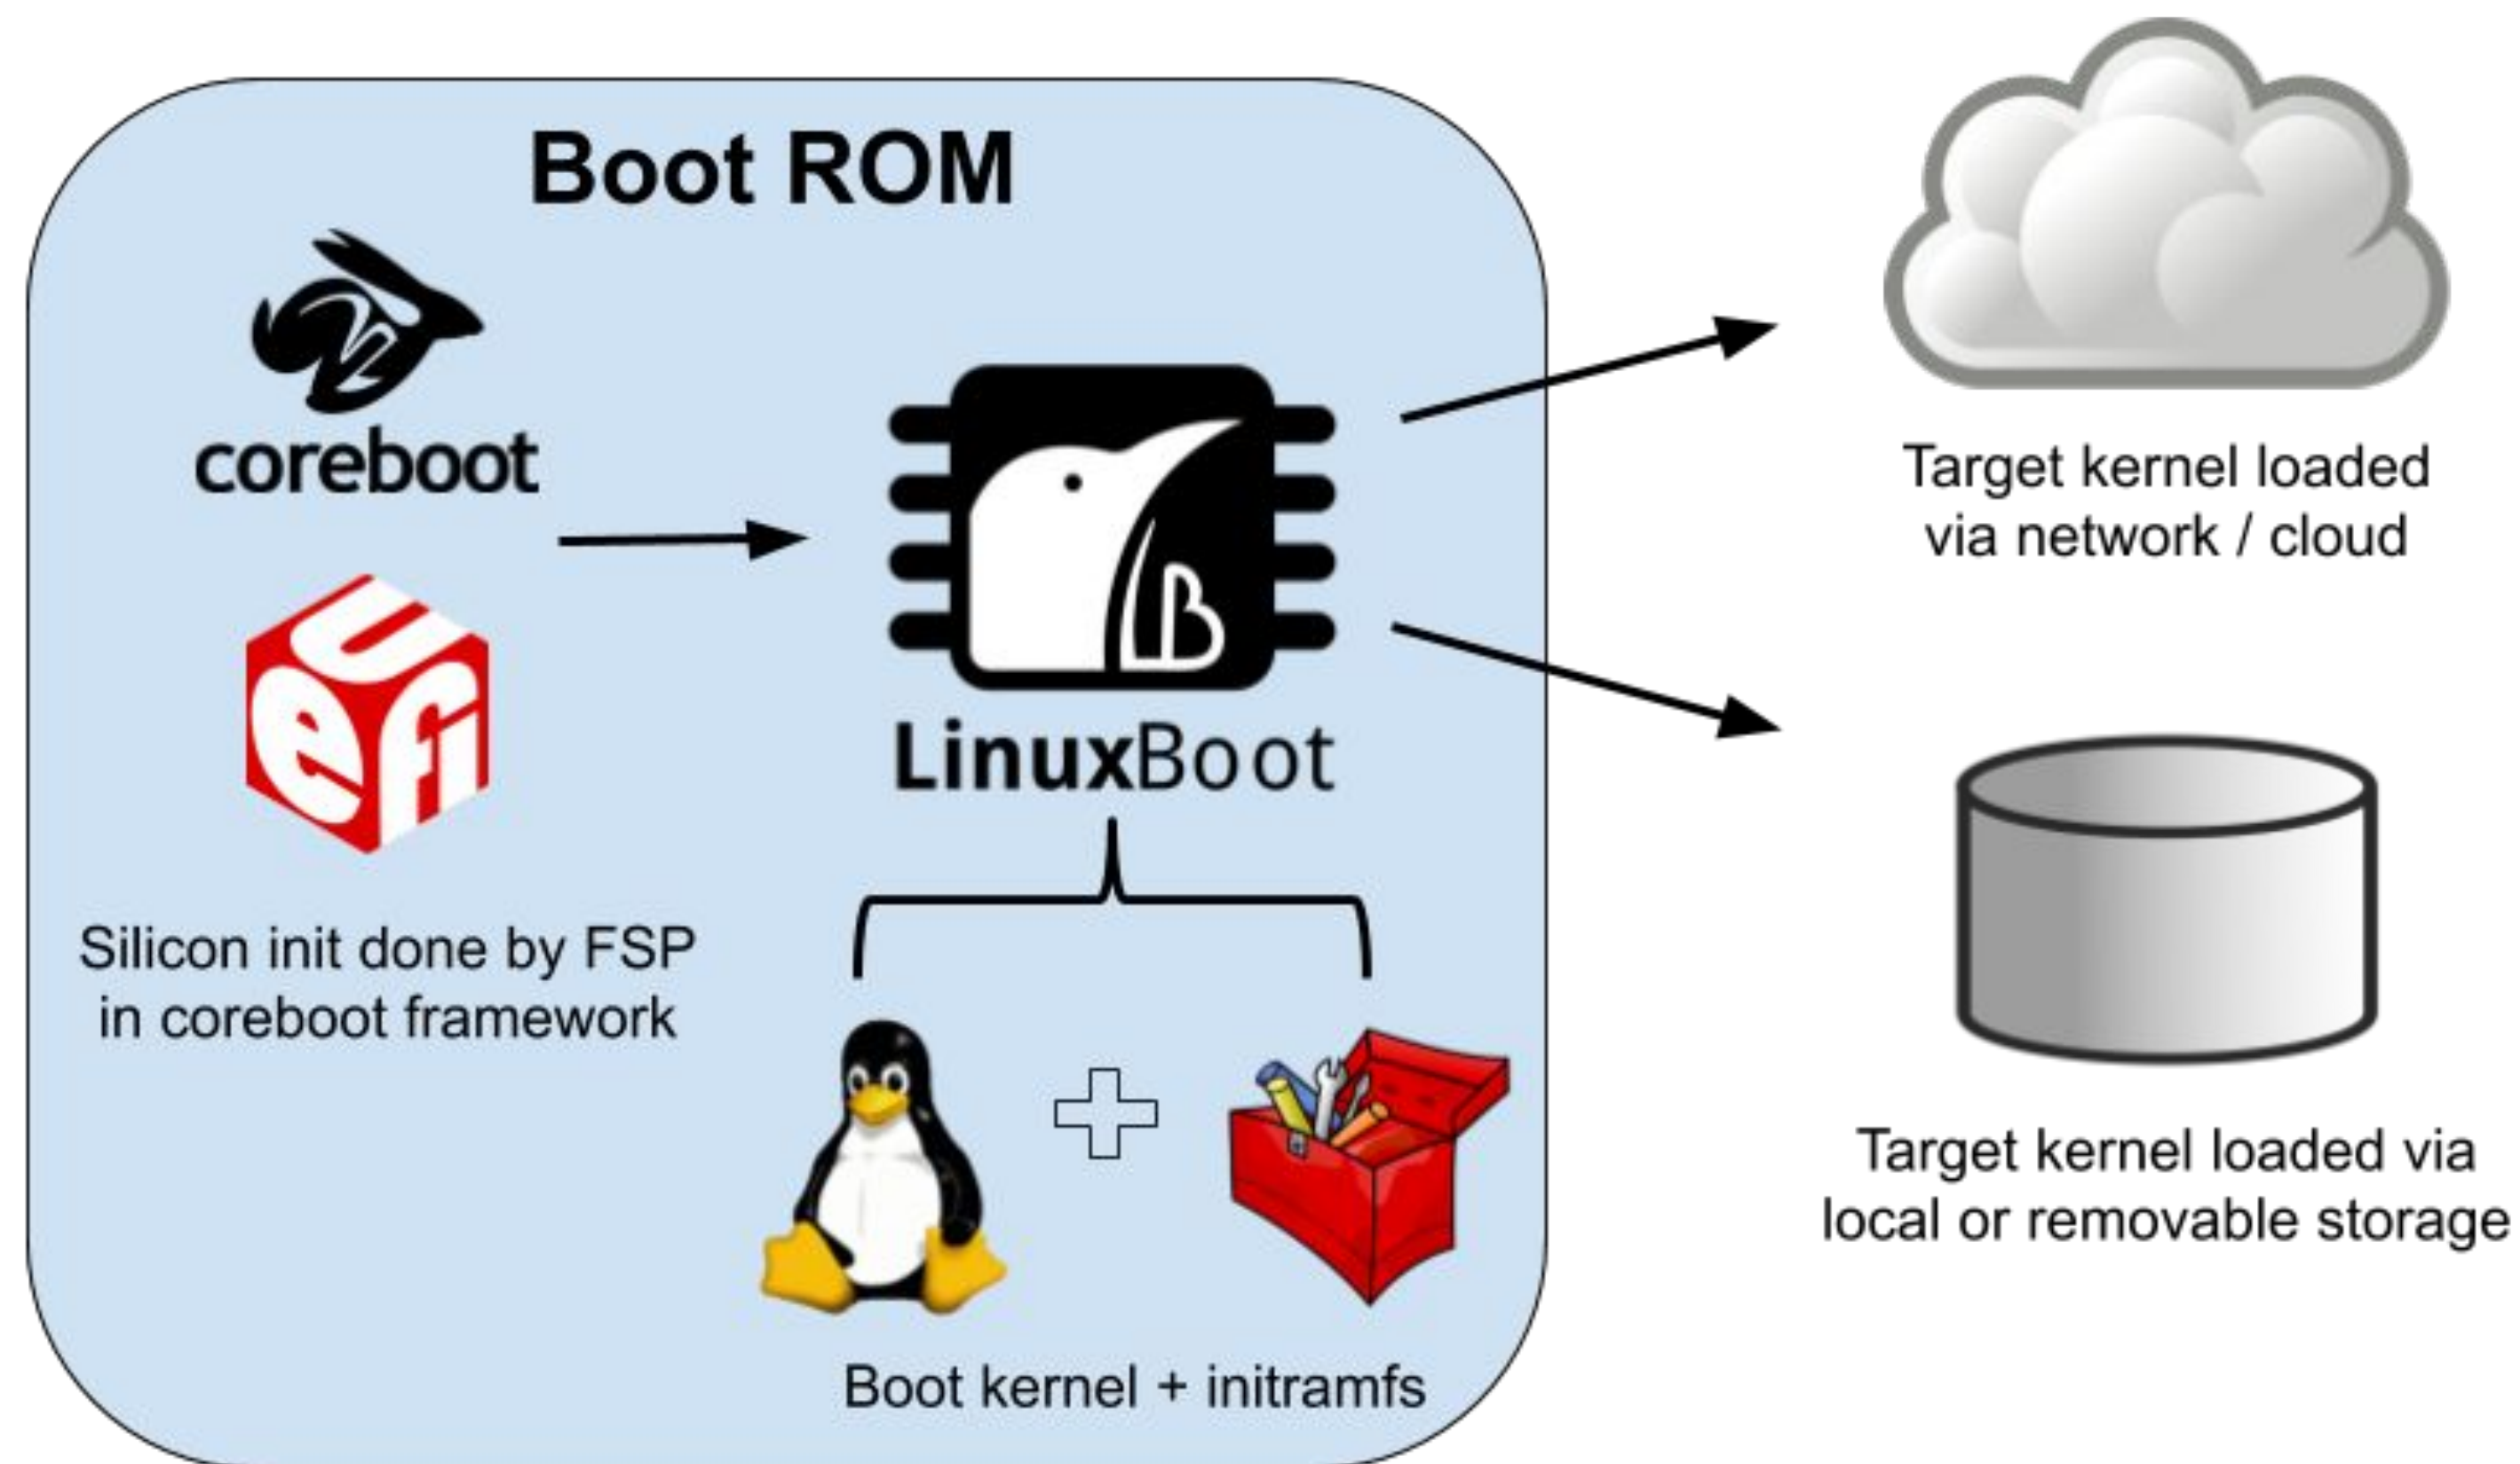 Boot ROM
coreboot
uefi
Silicon init done by FSP
in coreboot framework
LinuxBoot
B
Boot kernel + initramfs
Target kernel loaded
via network / cloud
Target kernel loaded via
local or removable storage